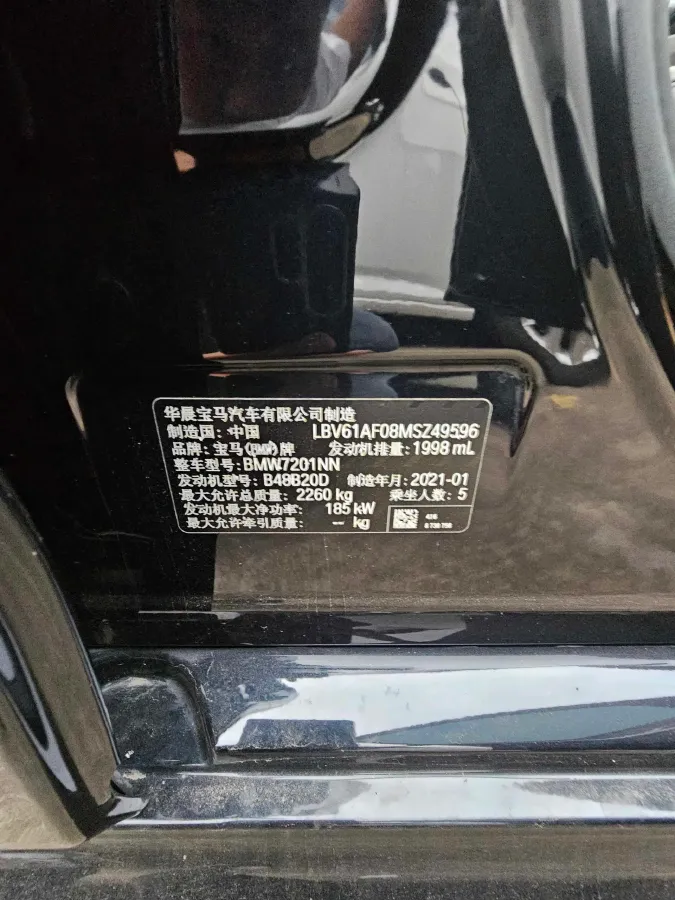 华晨宝马汽车有限公司制造
制造国：中国 LBV61AF08MSZ49596
品牌：宝马(BMW)牌 发动机排量：1998 mL
整车型号：BMW7201NN
发动机型号：B48B20D 制造年月：2021-01
最大允许总质量：2260 kg 乘坐人数：5
发动机最大净功率：185 kW
最大允许牵引质量：--- kg